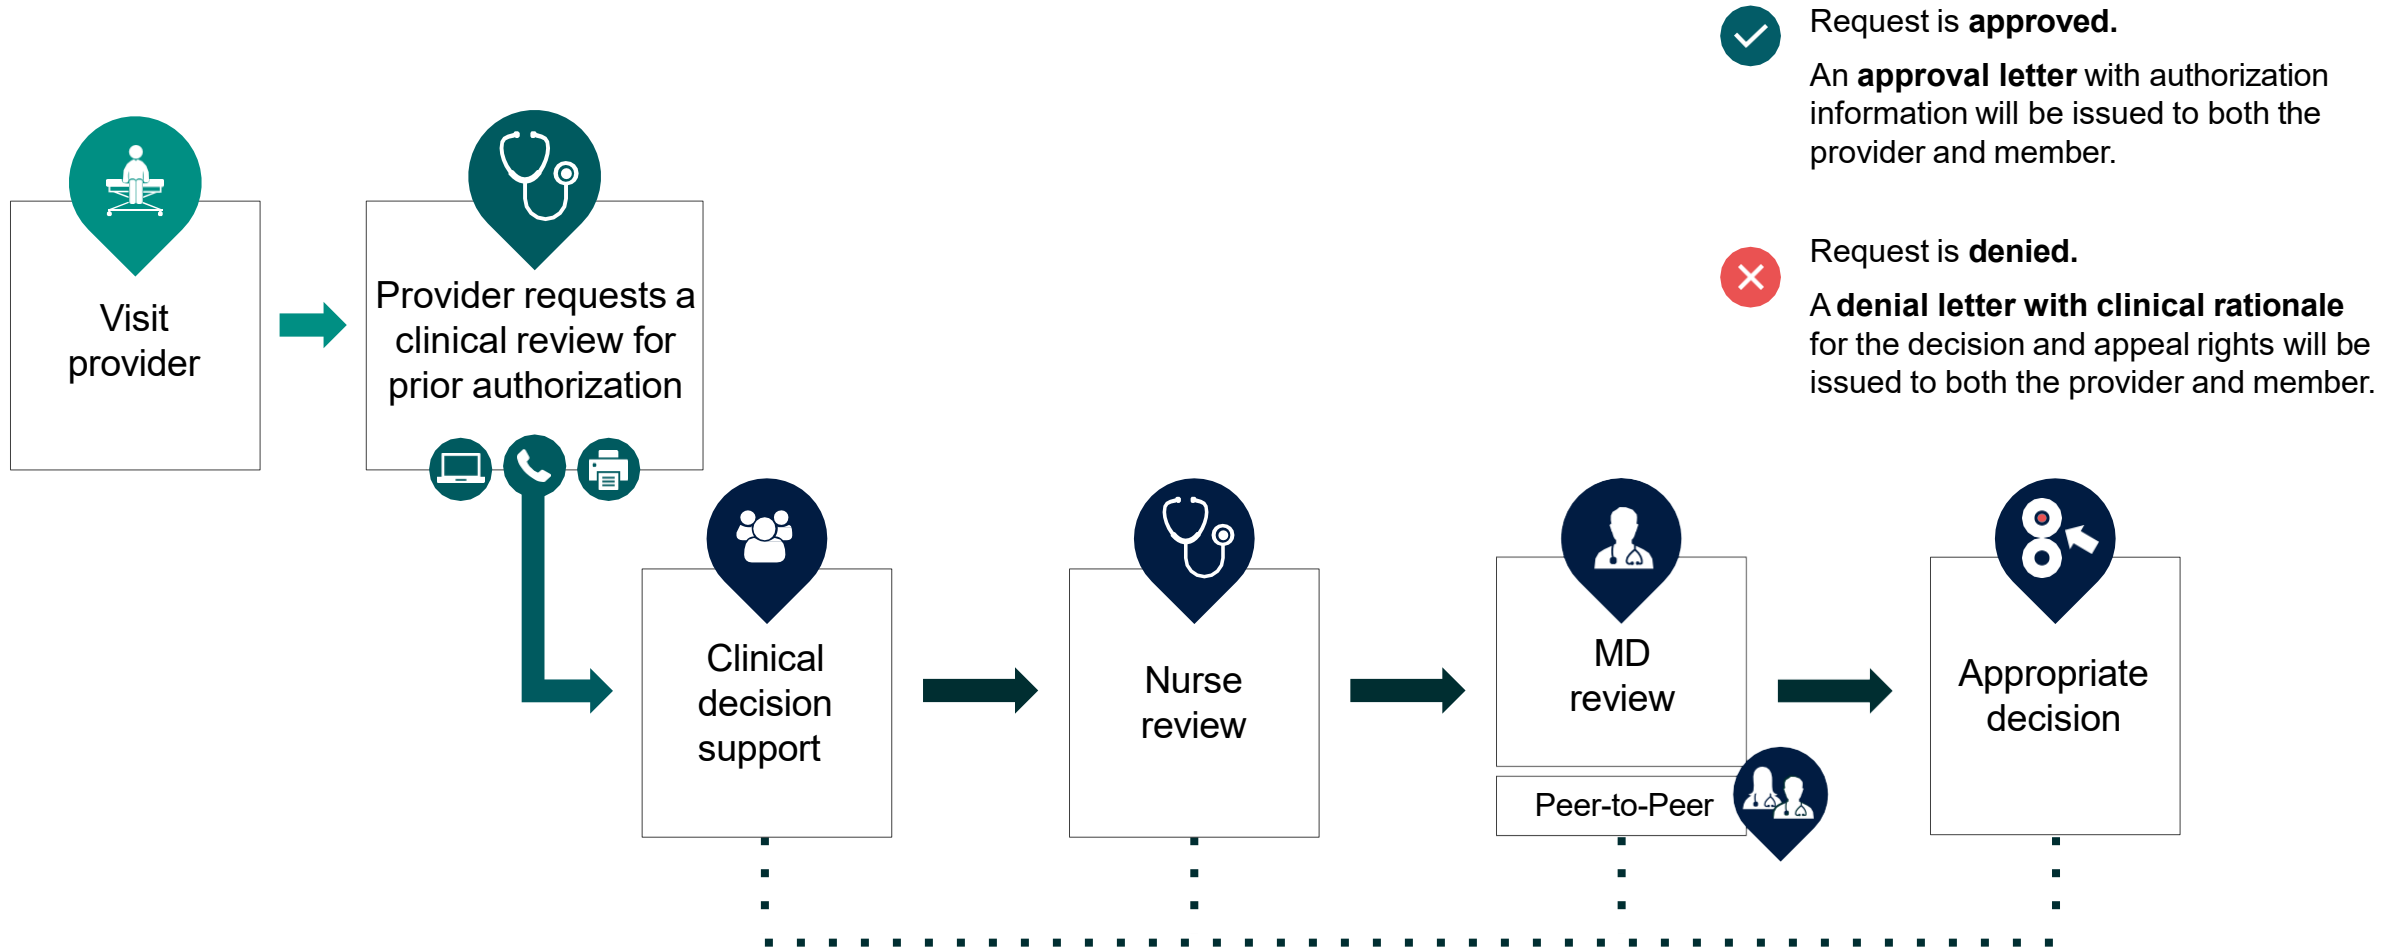 Request is approved.
An approval letter with authorization
information will be issued to both the
provider and member.
Request is denied.
A denial letter with clinical rationale
for the decision and appeal rights will be
issued to both the provider and member.
Visit
provider
Provider requests a
clinical review for
prior authorization
Clinical
decision
support
Nurse
review
MD
review
Peer-to-Peer
Appropriate
decision